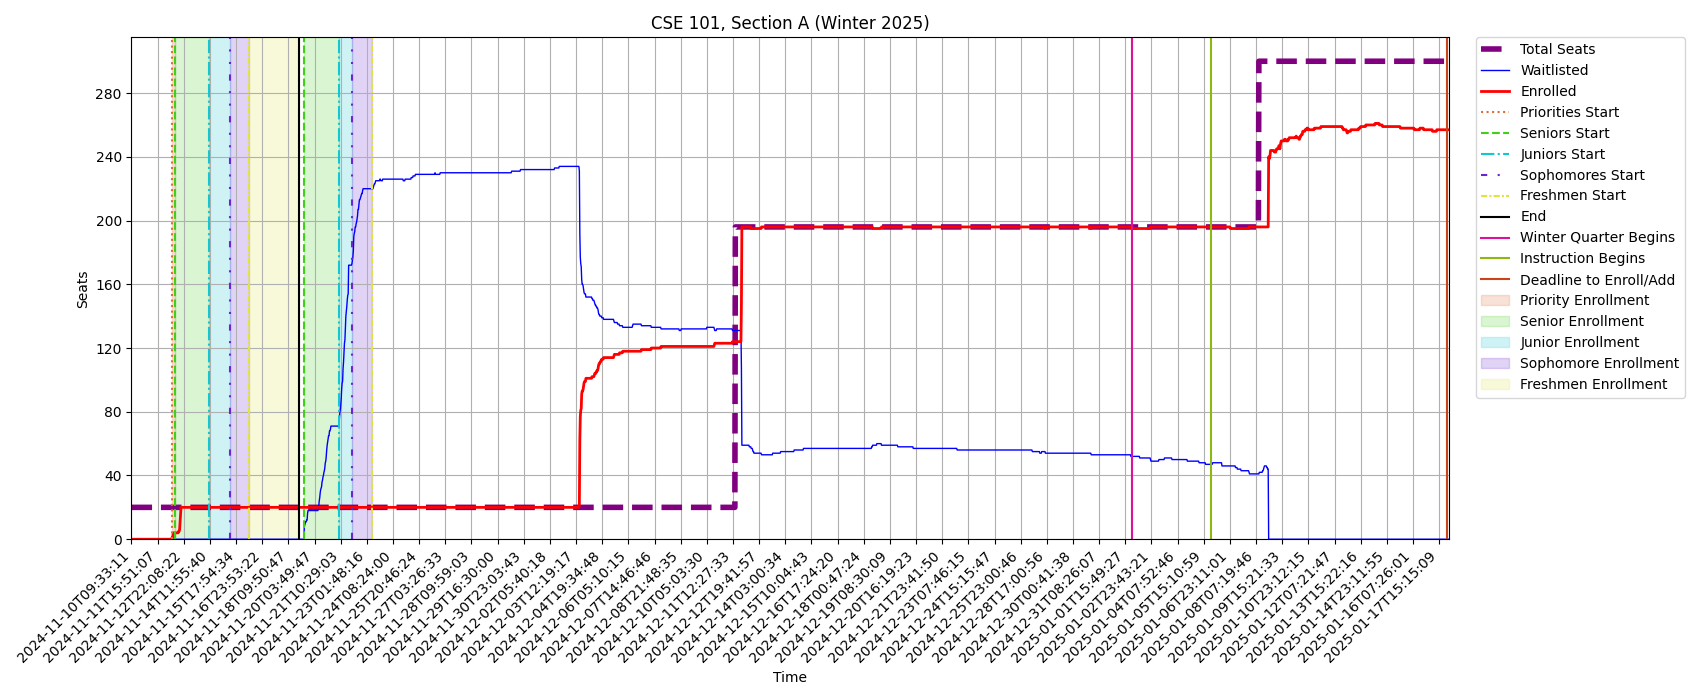 CSE 101, Section A (Winter 2025)
Seats
280
240
200
160
120
80
40
0
2024-11-10T09:33:11
2024-11-11T15:51:07
2024-11-12T22:08:22
2024-11-14T11:55:40
2024-11-15T17:54:34
2024-11-16T23:53:22
2024-11-18T09:50:47
2024-11-20T03:49:47
2024-11-21T10:29:03
2024-11-23T01:48:16
2024-11-24T08:24:00
2024-11-25T20:46:24
2024-11-27T03:26:33
2024-11-28T09:59:03
2024-11-29T16:30:00
2024-11-30T23:03:43
2024-12-02T05:40:18
2024-12-03T12:19:17
2024-12-04T19:34:48
2024-12-06T05:10:15
2024-12-07T14:46:46
2024-12-08T21:48:35
2024-12-10T05:03:30
2024-12-11T12:27:33
2024-12-12T19:41:57
2024-12-14T03:00:34
2024-12-15T10:04:43
2024-12-16T17:24:20
2024-12-18T00:47:24
2024-12-19T08:30:09
2024-12-20T16:19:23
2024-12-21T23:41:50
2024-12-23T07:46:15
2024-12-24T15:15:47
2024-12-25T23:00:46
2024-12-28T17:00:56
2024-12-30T00:41:38
2024-12-31T08:26:07
2025-01-01T15:49:27
2025-01-02T23:43:21
2025-01-04T07:52:46
2025-01-05T15:10:59
2025-01-06T23:11:01
2025-01-08T07:19:46
2025-01-09T15:21:33
2025-01-10T23:12:15
2025-01-12T07:21:47
2025-01-13T15:22:16
2025-01-14T23:11:55
2025-01-16T07:26:01
2025-01-17T15:15:09
Time
Total Seats
Waitlisted
Enrolled
Priorities Start
Seniors Start
Juniors Start
Sophomores Start
Freshmen Start
End
Winter Quarter Begins
Instruction Begins
Deadline to Enroll/Add
Priority Enrollment
Senior Enrollment
Junior Enrollment
Sophomore Enrollment
Freshmen Enrollment